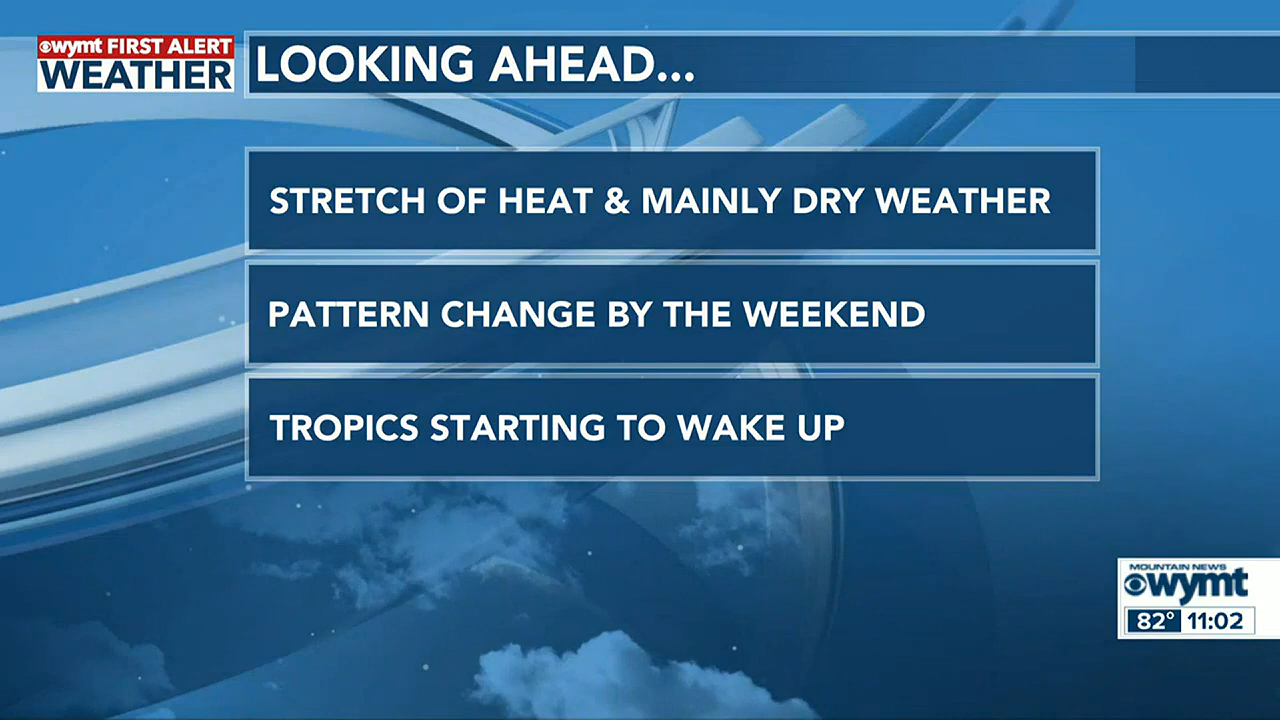 wymt FIRST ALERT
WEATHER
LOOKING AHEAD...
STRETCH OF HEAT & MAINLY DRY WEATHER
PATTERN CHANGE BY THE WEEKEND
TROPICS STARTING TO WAKE UP
MOUNTAIN NEWS
wymt
82° 11:02